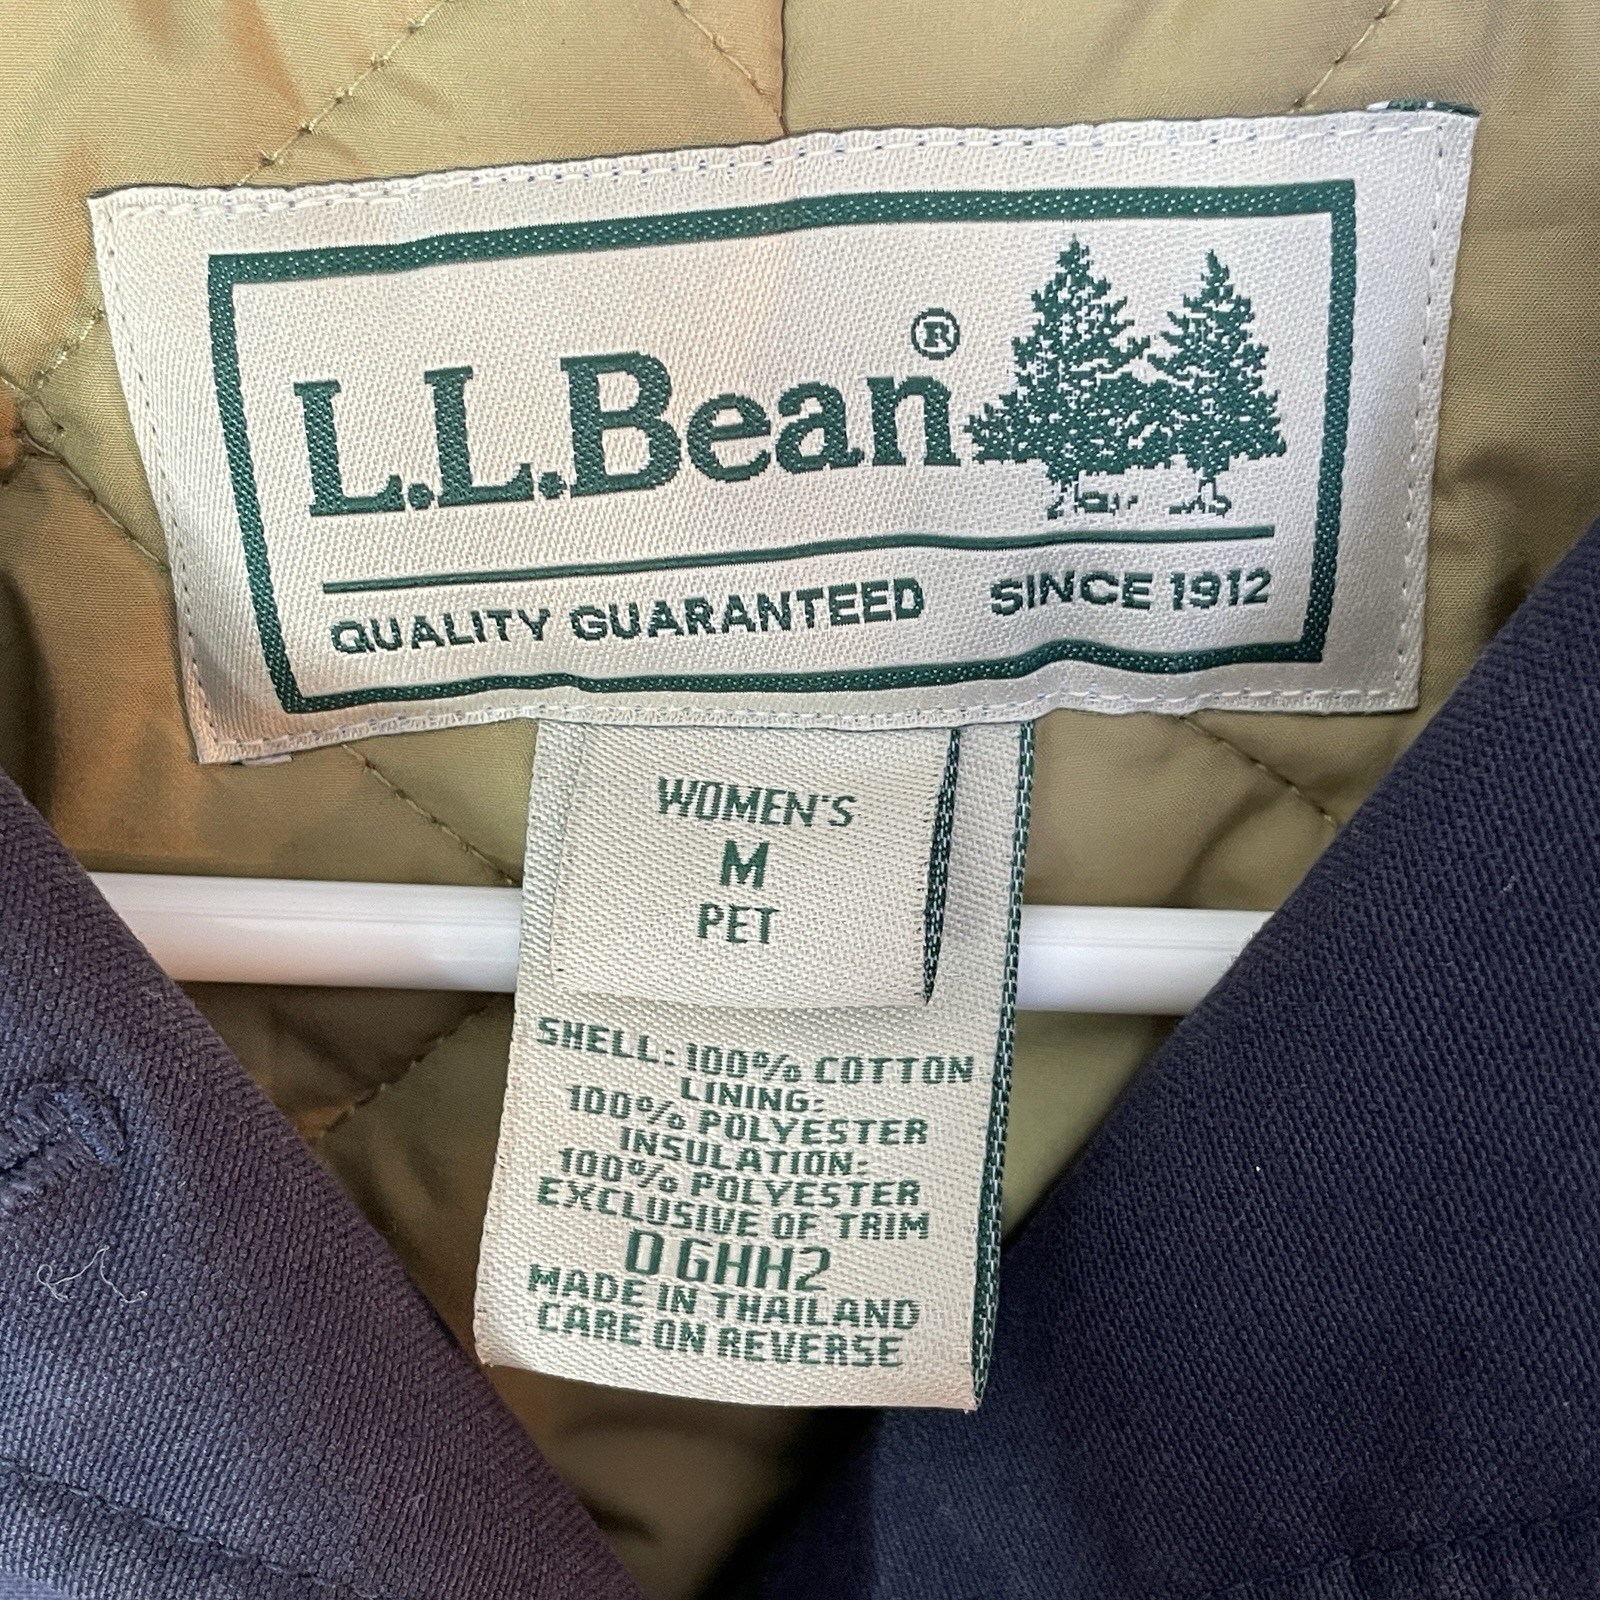 L.L.Bean®
QUALITY GUARANTEED SINCE 1912
WOMEN'S
M
PET
SHELL: 100% COTTON
LINING:
100% POLYESTER
INSULATION:
100% POLYESTER
EXCLUSIVE OF TRIM
0 GHH2
MADE IN THAILAND
CARE ON REVERSE